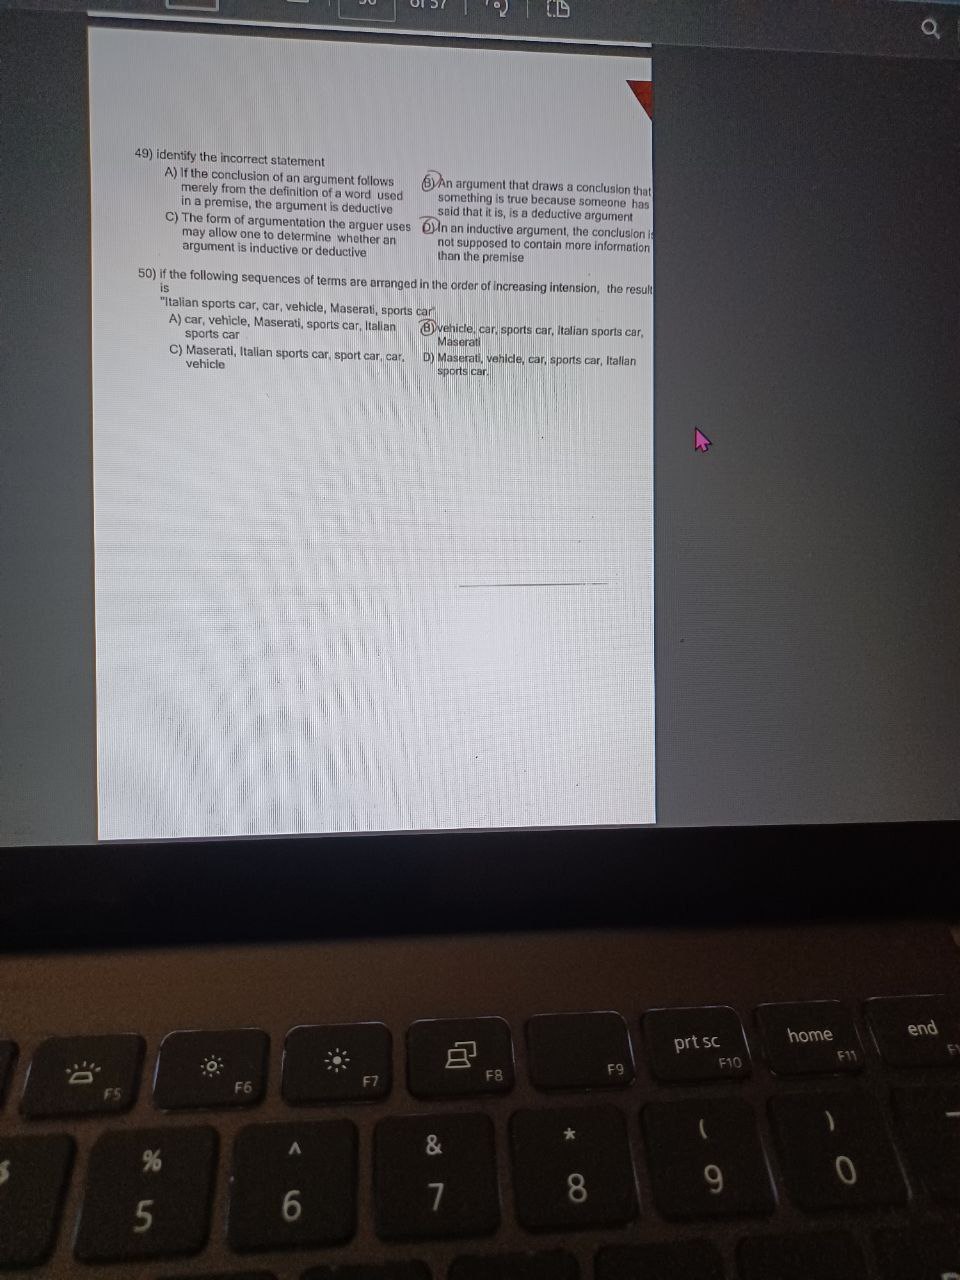 of 57
49) identify the incorrect statement
A) If the conclusion of an argument follows
merely from the definition of a word used
in a premise, the argument is deductive
B) An argument that draws a conclusion that
something is true because someone has
said that it is, is a deductive argument
C) The form of argumentation the arguer uses
may allow one to determine whether an
argument is inductive or deductive
D) In an inductive argument, the conclusion is
not supposed to contain more information
than the premise
50) if the following sequences of terms are arranged in the order of increasing intension, the result
is
"Italian sports car, car, vehicle, Maserati, sports car"
A) car, vehicle, Maserati, sports car, Italian
sports car
B) vehicle, car, sports car, Italian sports car,
Maserati
C) Maserati, Italian sports car, sport car, car,
vehicle
D) Maserati, vehicle, car, sports car, Italian
sports car.
F5 F6 F7 F8 F9 prt sc F10 home F11 end
% ^ & * ( )
5 6 7 8 9 0